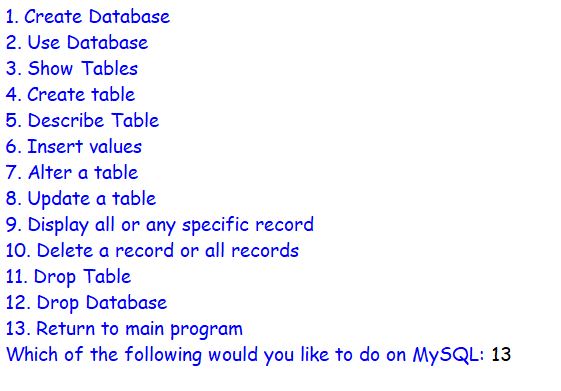 1. Create Database
2. Use Database
3. Show Tables
4. Create table
5. Describe Table
6. Insert values
7. Alter a table
8. Update a table
9. Display all or any specific record
10. Delete a record or all records
11. Drop Table
12. Drop Database
13. Return to main program
Which of the following would you like to do on MySQL: 13